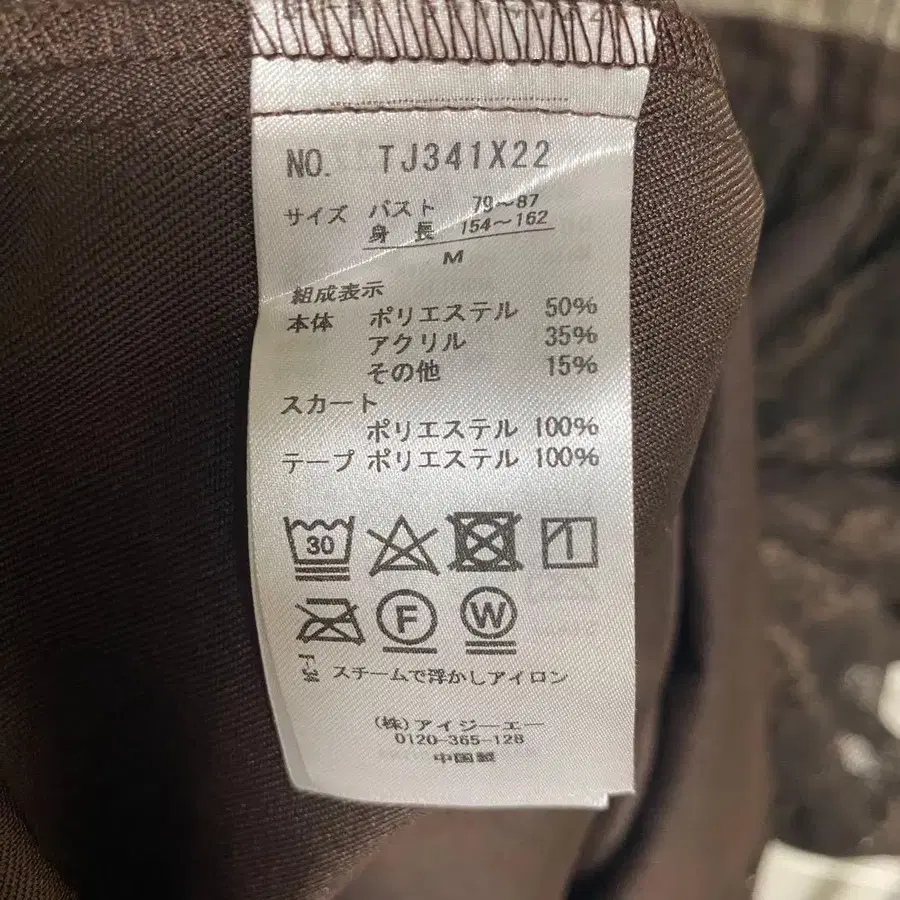 NO. TJ341X22
サイズ バスト 79～87
身長 154～162
M
組成表示
本体 ポリエステル 50%
アクリル 35%
その他 15%
スカート
ポリエステル 100%
テープ ポリエステル 100%
30
F W
スチームで浮かしアイロン
(株)アイジーエー
0120-365-128
中国製